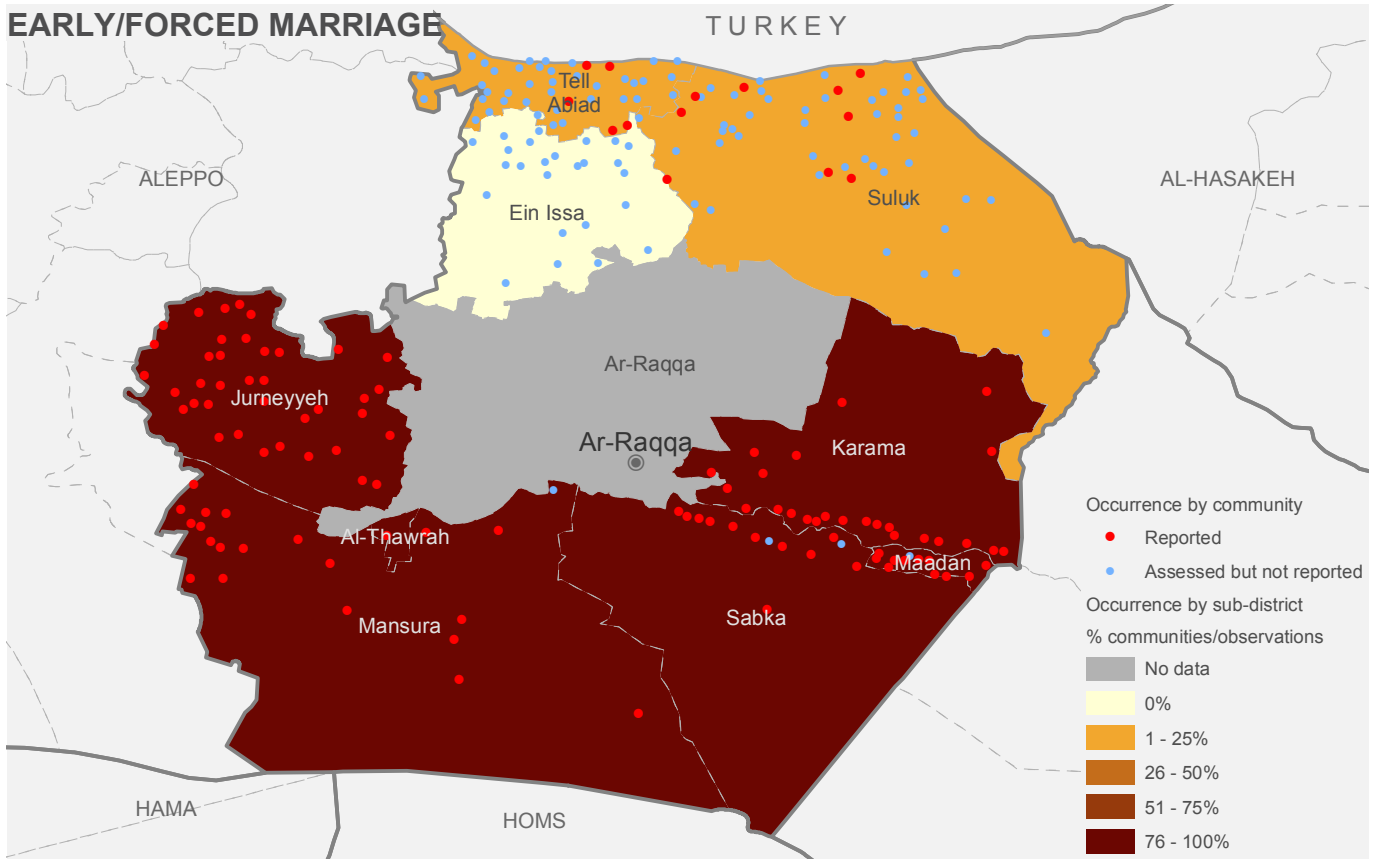 EARLY/FORCED MARRIAGE
TURKEY
Tell
Abiad
ALEPPO
AL-HASAKEH
Ein Issa
Suluk
Ar-Raqqa
Jurneyyeh
Ar-Raqqa
Karama
Al-Thawrah
Maadan
Mansura
Sabka
HAMA
HOMS
Occurrence by community
Reported
Assessed but not reported
Occurrence by sub-district
% communities/observations
No data
0%
1 - 25%
26 - 50%
51 - 75%
76 - 100%